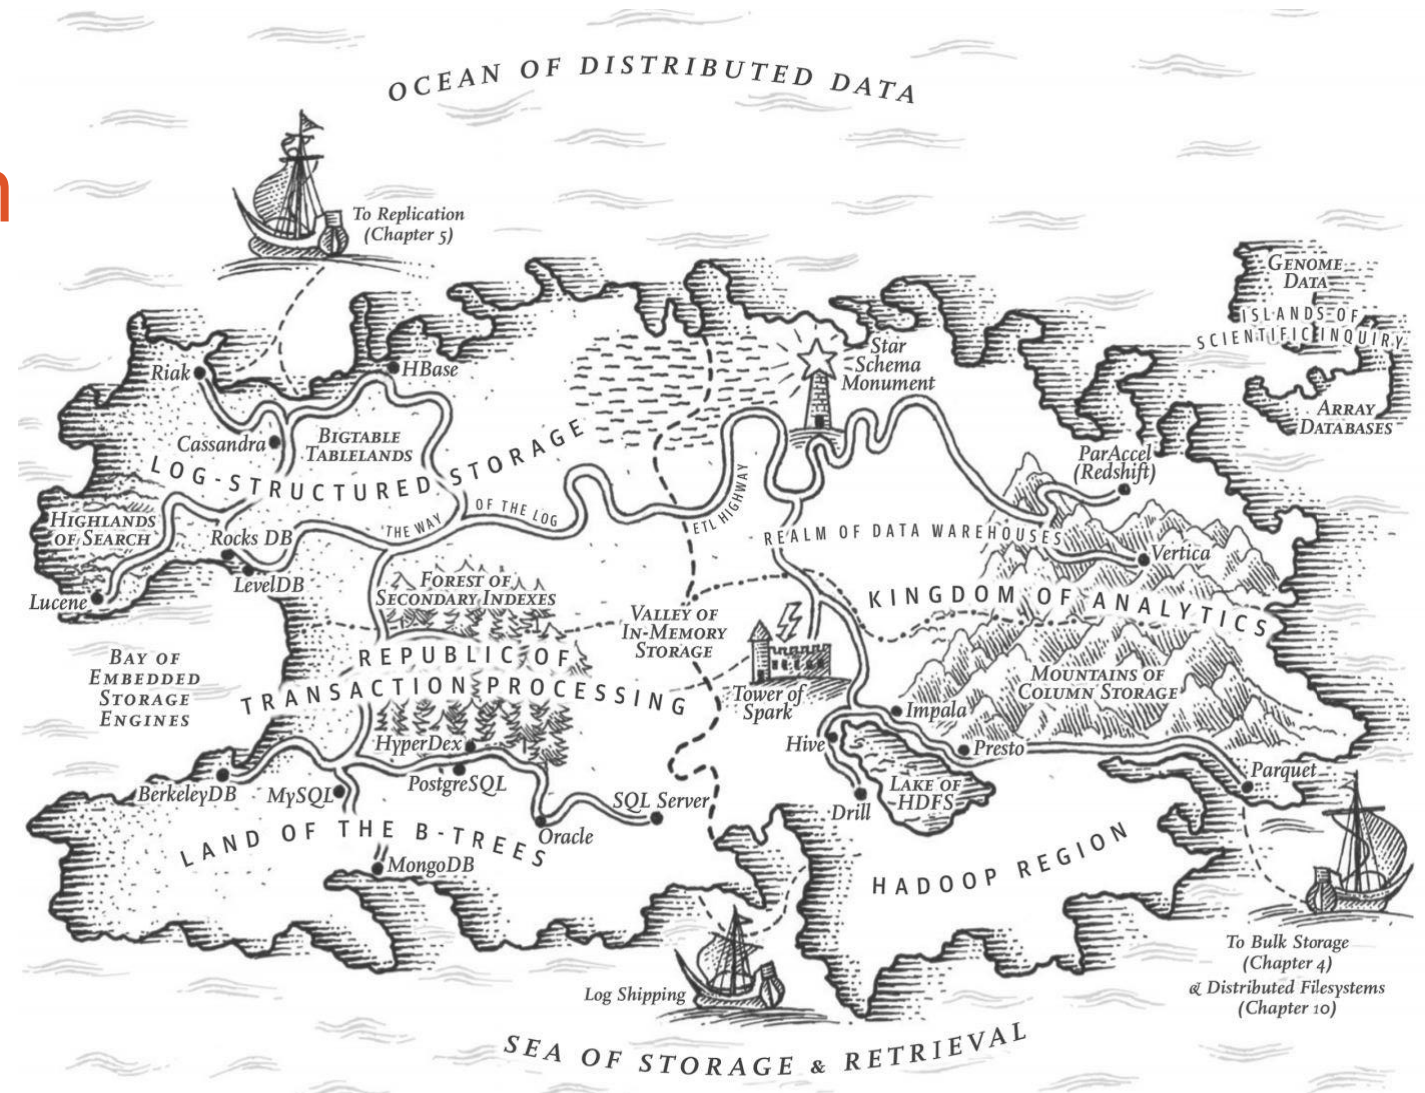 OCEAN OF DISTRIBUTED DATA
To Replication
(Chapter 5)
GENOME
DATA
ISLANDS OF
SCIENTIFIC INQUIRY
ARRAY
DATABASES
Star
Schema
Monument
Riak
HBase
Cassandra
BIGTABLE
TABLELANDS
LOG-STRUCTURED STORAGE
ParAccel
(Redshift)
HIGHLANDS
OF SEARCH
Rocks DB
THE WAY
OF THE LOG
ETL HIGHWAY
REALM OF DATA WAREHOUSES
Vertica
LevelDB
Lucene
FOREST OF
SECONDARY INDEXES
VALLEY OF
IN-MEMORY
STORAGE
KINGDOM OF ANALYTICS
BAY OF
EMBEDDED
STORAGE
ENGINES
REPUBLIC OF
TRANSACTION PROCESSING
Tower of
Spark
MOUNTAINS OF
COLUMN STORAGE
Impala
Hive
Presto
HyperDex
PostgreSQL
BerkeleyDB
MySQL
SQL Server
Oracle
Drill
LAKE OF
HDFS
Parquet
LAND OF THE B-TREES
MongoDB
HADOOP REGION
Log Shipping
To Bulk Storage
(Chapter 4)
& Distributed Filesystems
(Chapter 10)
SEA OF STORAGE & RETRIEVAL